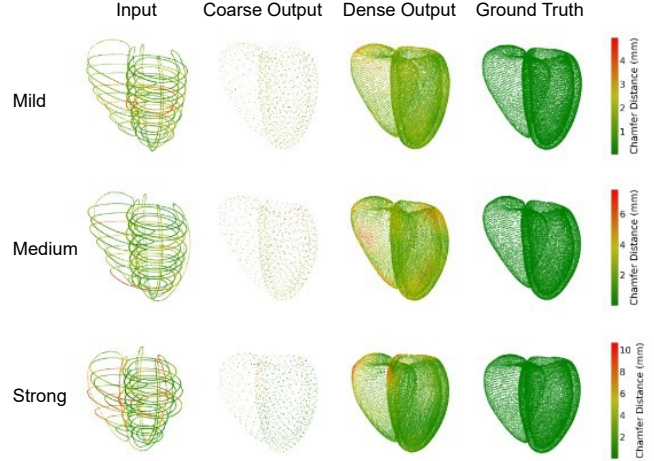 Input Coarse Output Dense Output Ground Truth
Mild
4
3
2
1
Chamfer Distance (mm)
Medium
6
4
2
Chamfer Distance (mm)
Strong
10
8
6
4
2
Chamfer Distance (mm)